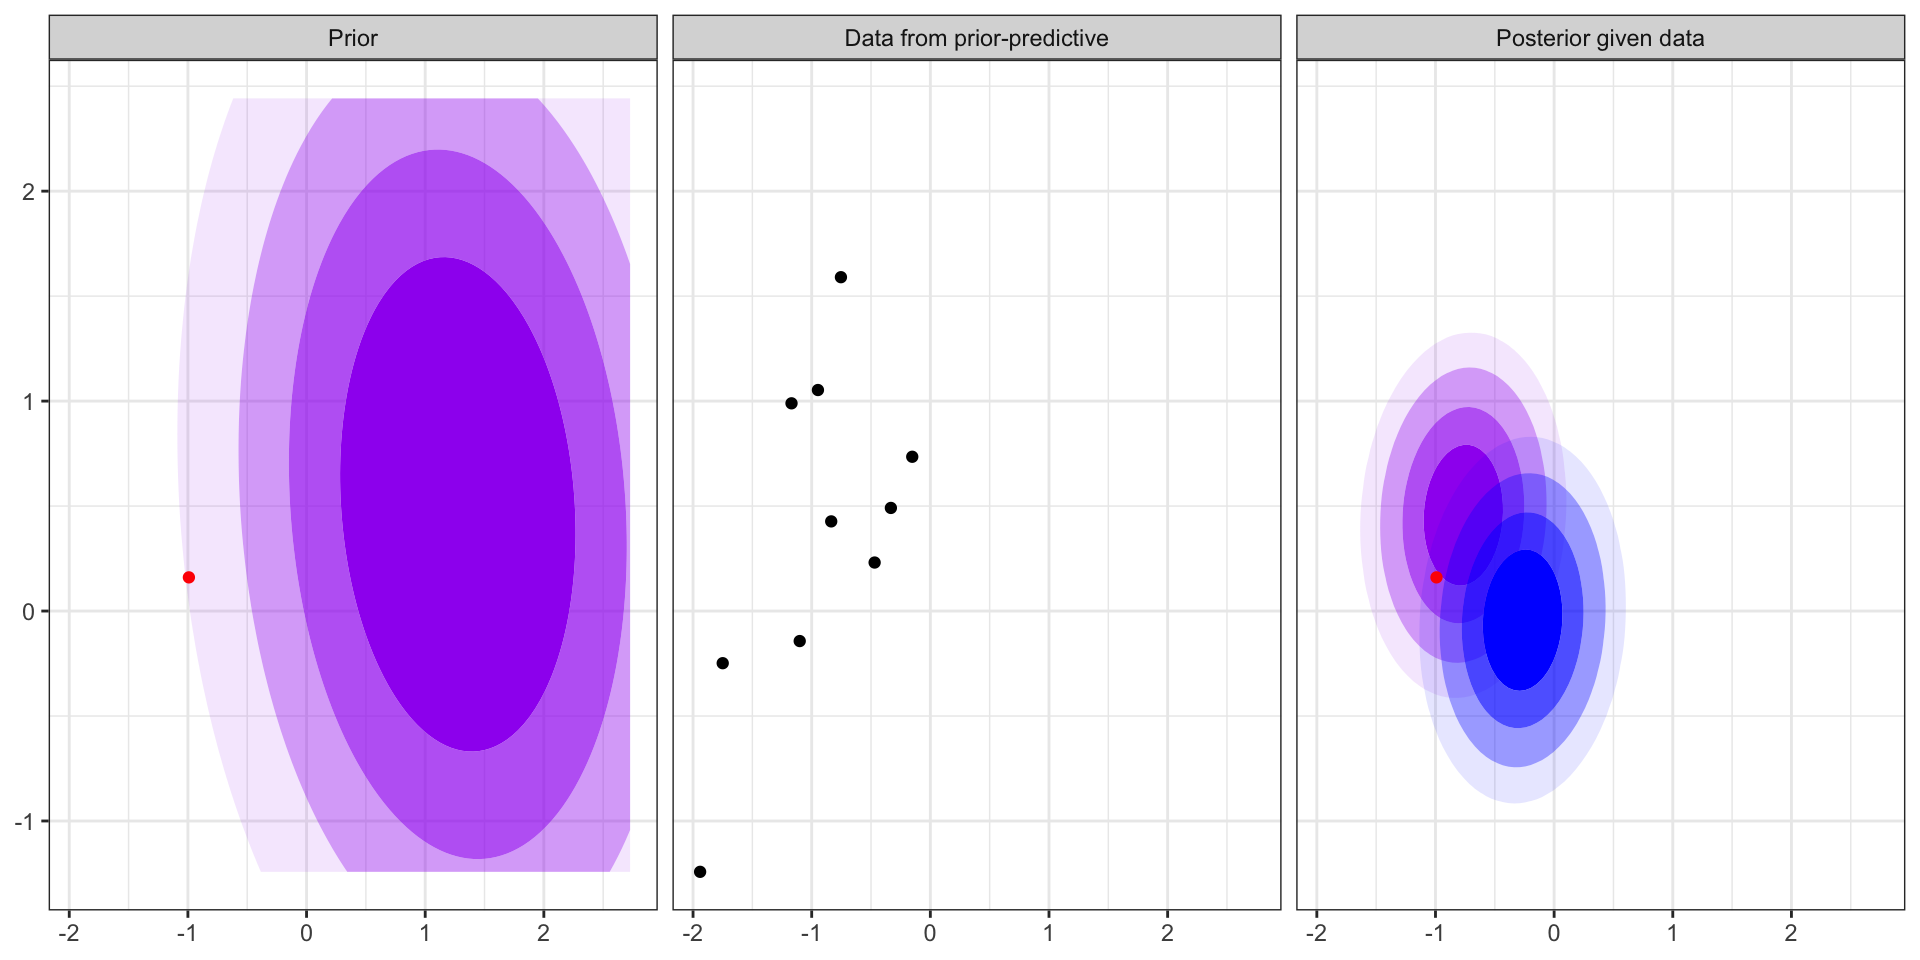 Prior
Data from prior-predictive
Posterior given data
2
1
0
-1
-2 -1 0 1 2
-2 -1 0 1 2
-2 -1 0 1 2